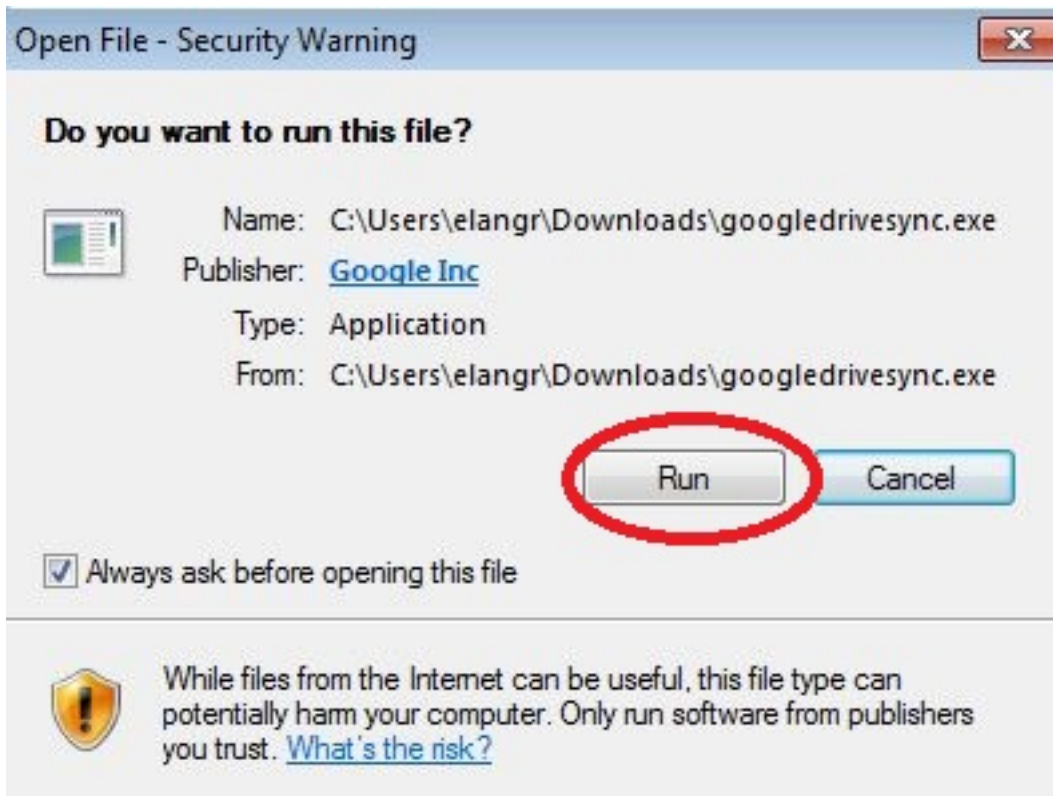 Open File - Security Warning
Do you want to run this file?
Name: C:\Users\elangr\Downloads\googledrivesync.exe
Publisher: Google Inc
Type: Application
From: C:\Users\elangr\Downloads\googledrivesync.exe
Run Cancel
Always ask before opening this file
While files from the Internet can be useful, this file type can
potentially harm your computer. Only run software from publishers
you trust. What's the risk?